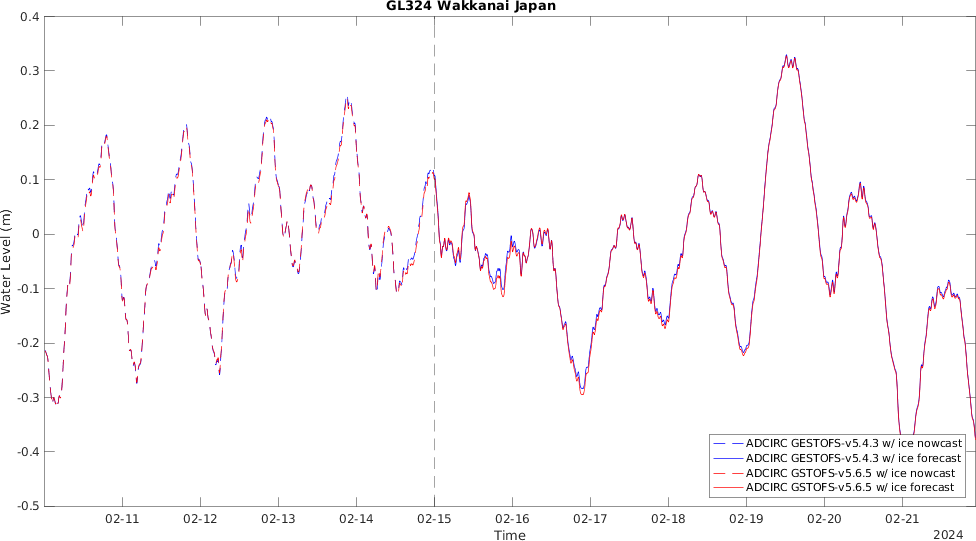 GL324 Wakkanai Japan
0.4
0.3
0.2
0.1
0
-0.1
-0.2
-0.3
-0.4
-0.5
Water Level (m)
ADCIRC GESTOFS-v5.4.3 w/ ice nowcast
ADCIRC GESTOFS-v5.4.3 w/ ice forecast
ADCIRC GSTOFS-v5.6.5 w/ ice nowcast
ADCIRC GSTOFS-v5.6.5 w/ ice forecast
02-11 02-12 02-13 02-14 02-15 02-16 02-17 02-18 02-19 02-20 02-21
Time
2024